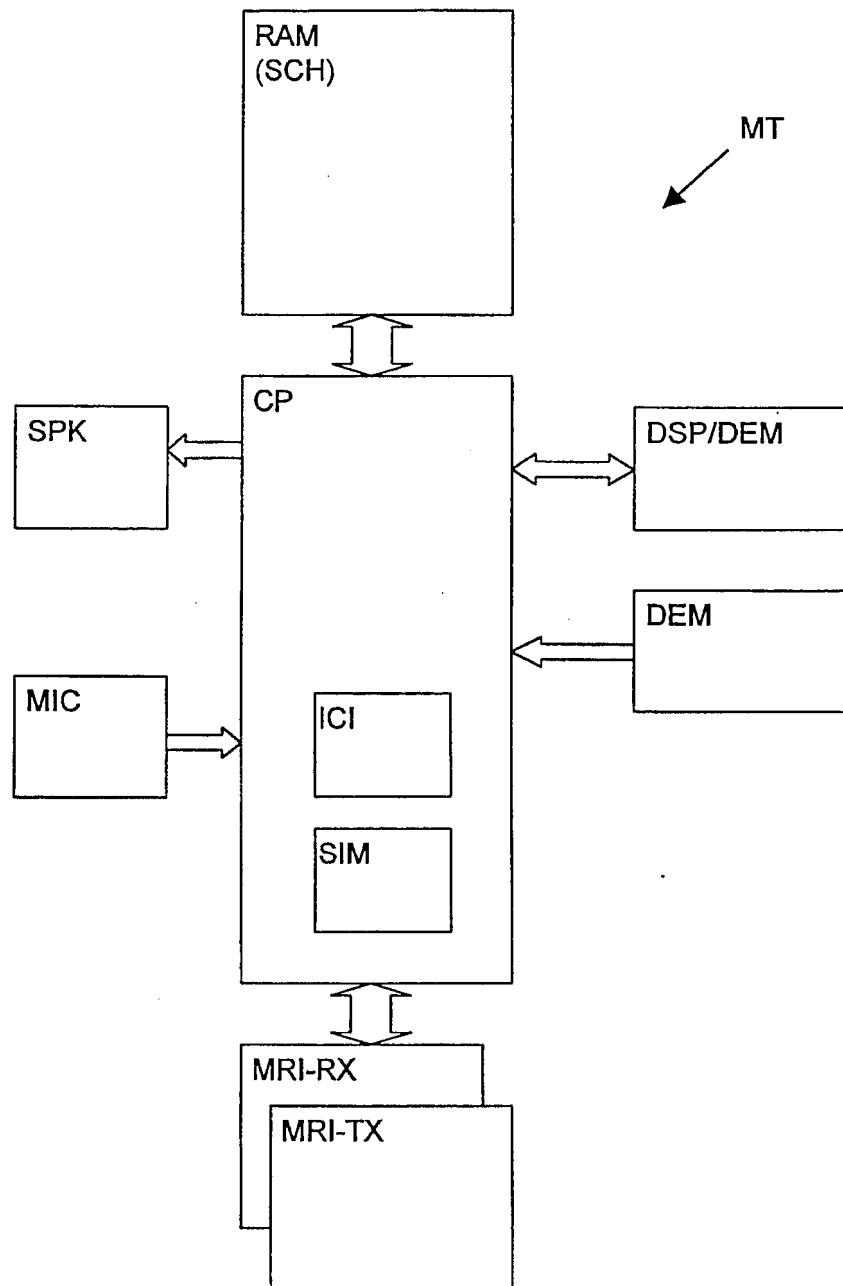 RAM
(SCH)
MT
CP
SPK
DSP/DEM
DEM
MIC
ICI
SIM
MRI-RX
MRI-TX